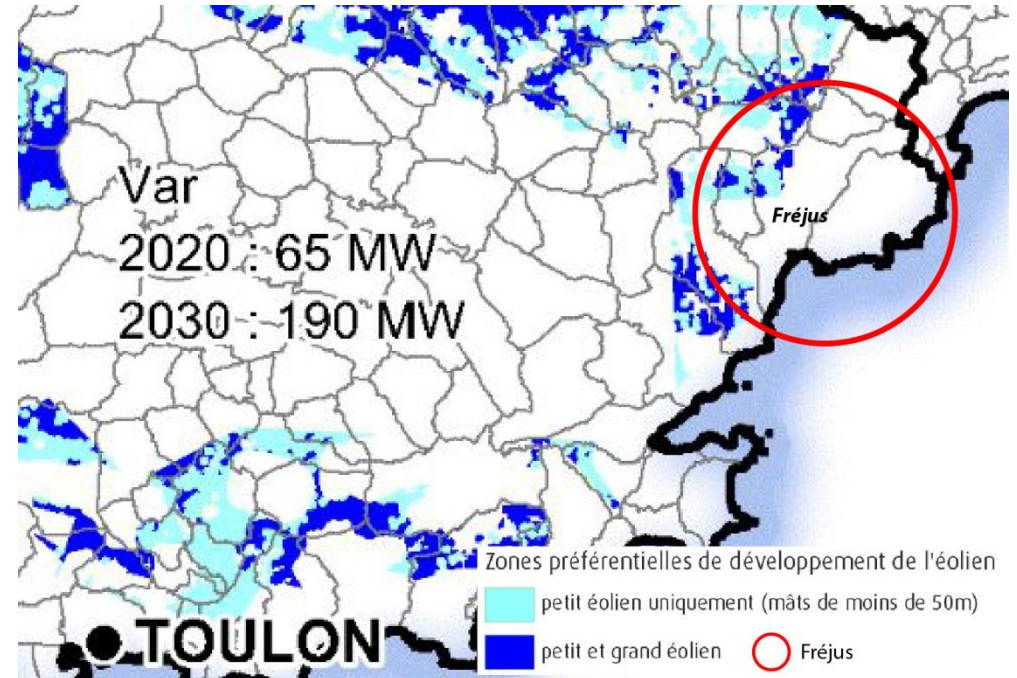 Var
2020 : 65 MW
2030 : 190 MW
Fréjus
TOULON
Zones préférentielles de développement de l'éolien
petit éolien uniquement (mâts de moins de 50m)
petit et grand éolien
Fréjus